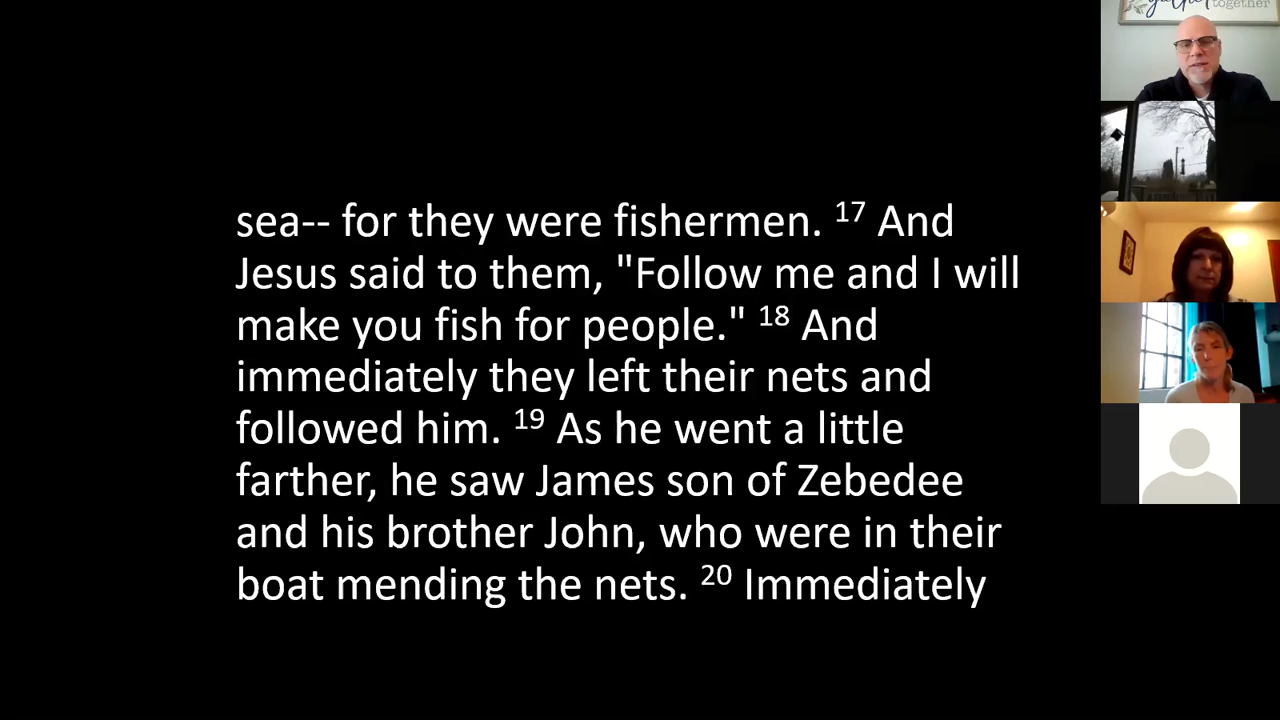 sea-- for they were fishermen. 17 And
Jesus said to them, "Follow me and I will
make you fish for people." 18 And
immediately they left their nets and
followed him. 19 As he went a little
farther, he saw James son of Zebedee
and his brother John, who were in their
boat mending the nets. 20 Immediately
together